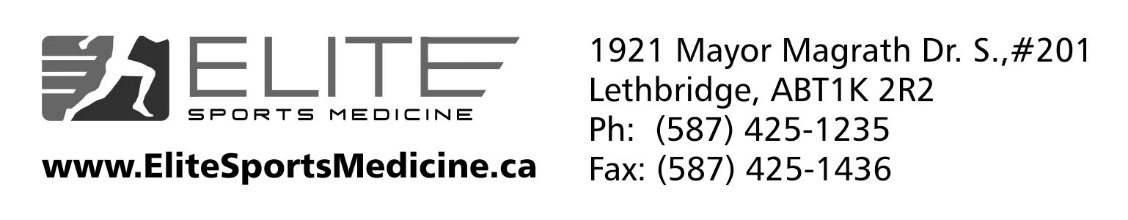 ELITE
SPORTS MEDICINE
www.EliteSportsMedicine.ca
1921 Mayor Magrath Dr. S.,#201
Lethbridge, ABT1K 2R2
Ph:  (587) 425-1235
Fax: (587) 425-1436